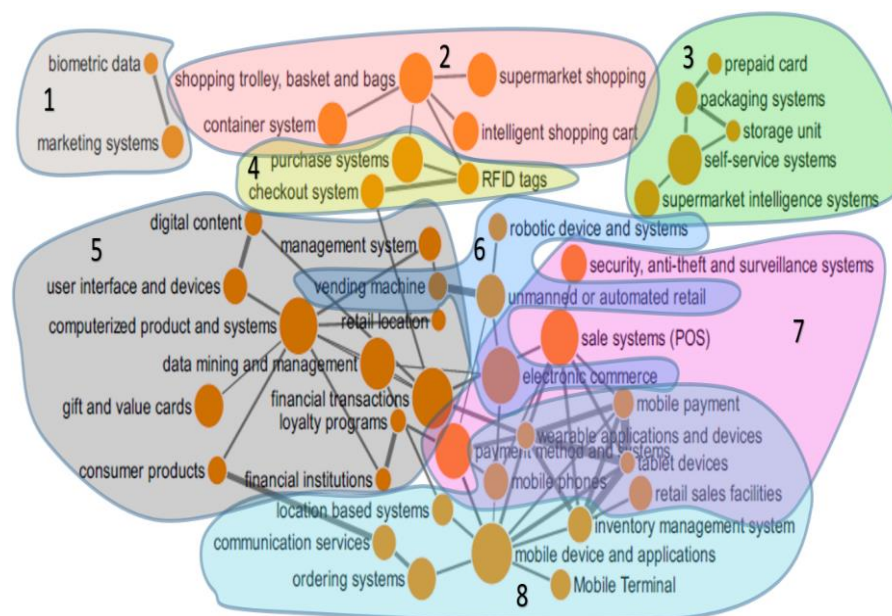 1
biometric data
marketing systems
2
shopping trolley, basket and bags
supermarket shopping
container system
intelligent shopping cart
3
prepaid card
packaging systems
storage unit
self-service systems
supermarket intelligence systems
4
purchase systems
checkout system
RFID tags
5
digital content
management system
user interface and devices
vending machine
computerized product and systems
retail location
data mining and management
financial transactions
gift and value cards
loyalty programs
consumer products
financial institutions
6
robotic device and systems
unmanned or automated retail
electronic commerce
7
security, anti-theft and surveillance systems
sale systems (POS)
mobile payment
wearable applications and devices
payment method and systems
tablet devices
mobile phones
retail sales facilities
location based systems
inventory management system
communication services
mobile device and applications
ordering systems
Mobile Terminal
8